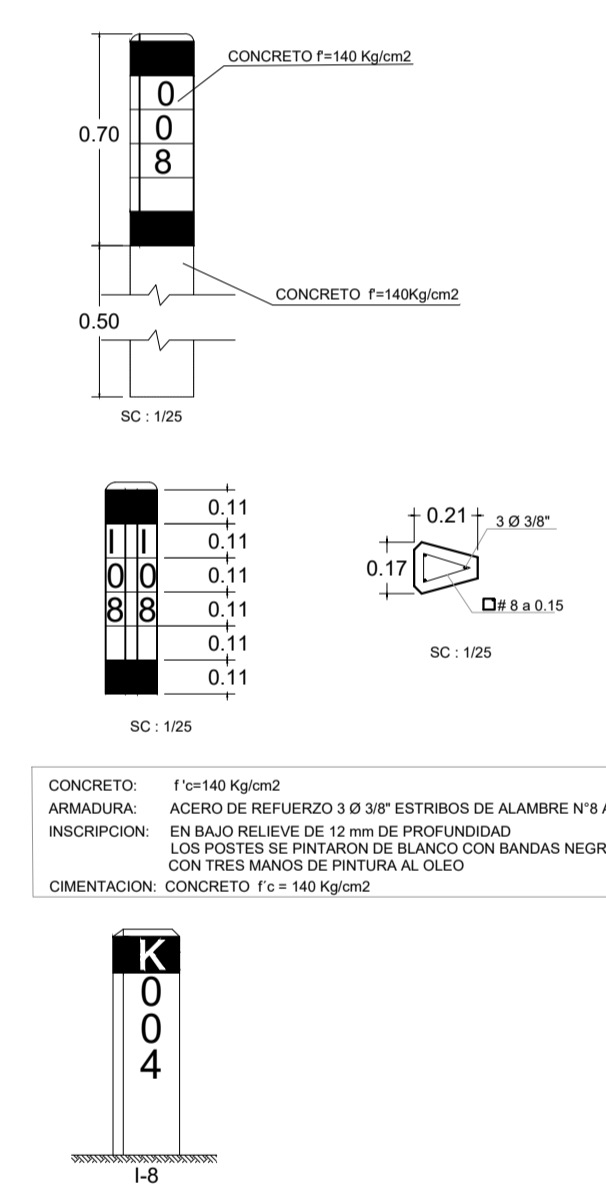 CONCRETO f'=140 Kg/cm2
0
0
8
0.70
CONCRETO f'=140Kg/cm2
0.50
SC : 1/25
0.11
I I 0.11
0 0 0.11
8 8 0.11
0.11
0.11
SC : 1/25
0.21
3 Ø 3/8"
0.17
# 8 a 0.15
SC : 1/25
CONCRETO: f 'c=140 Kg/cm2
ARMADURA: ACERO DE REFUERZO 3 Ø 3/8" ESTRIBOS DE ALAMBRE N°8 A
INSCRIPCION: EN BAJO RELIEVE DE 12 mm DE PROFUNDIDAD
LOS POSTES SE PINTARON DE BLANCO CON BANDAS NEGR
CON TRES MANOS DE PINTURA AL OLEO
CIMENTACION: CONCRETO f´c = 140 Kg/cm2
K
0
0
4
I-8